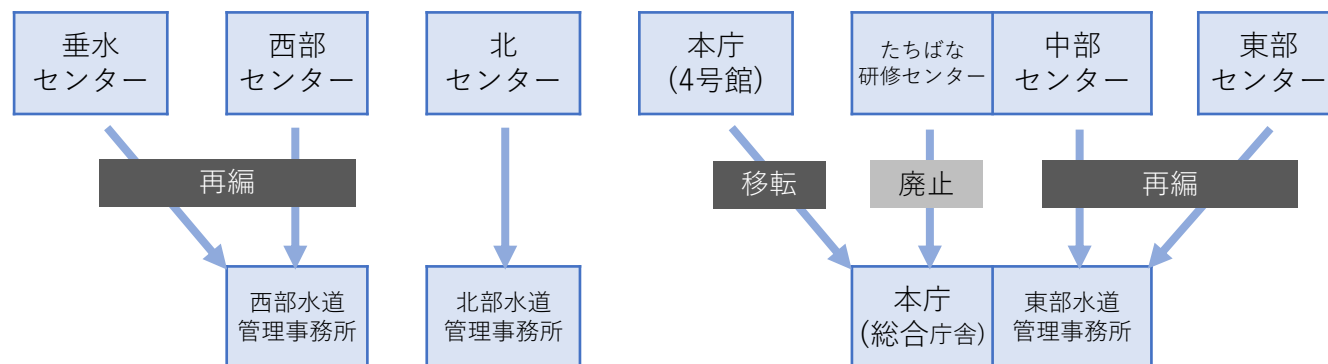 垂水
センター
西部
センター
北
センター
本庁
(4号館)
たちばな
研修センター
中部
センター
東部
センター
再編
移転
廃止
再編
西部水道
管理事務所
北部水道
管理事務所
本庁
(総合庁舎)
東部水道
管理事務所